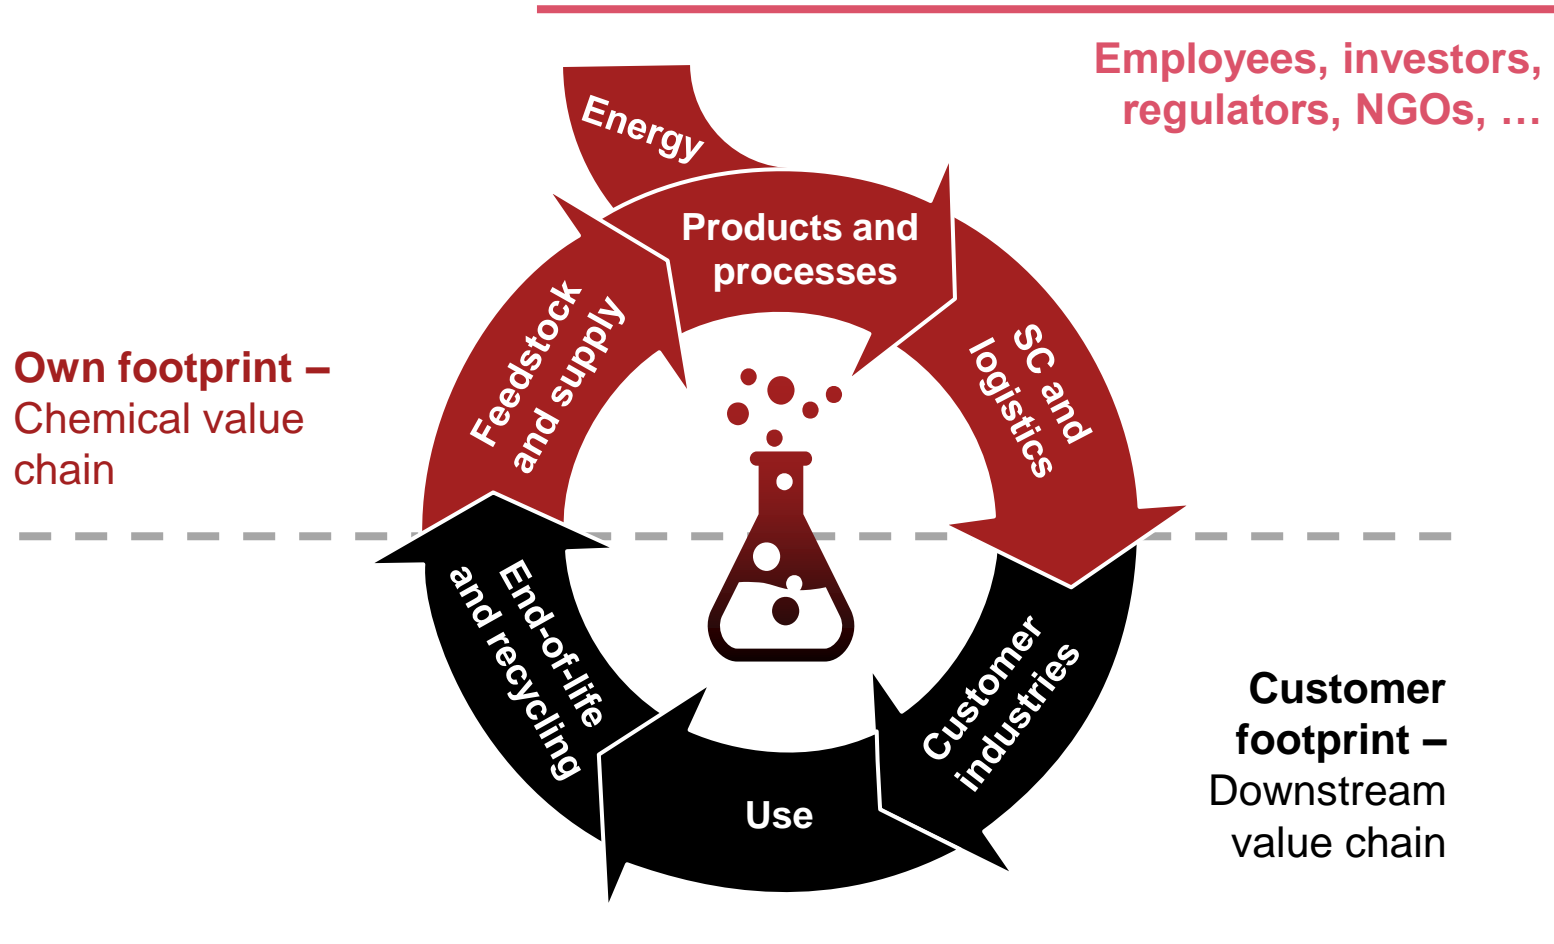 Employees, investors,
regulators, NGOs, …
Energy
Products and
processes
SC and
logistics
Feedstock
and supply
Own footprint –
Chemical value
chain
End-of-life
and recycling
Customer
industries
Use
Customer
footprint –
Downstream
value chain